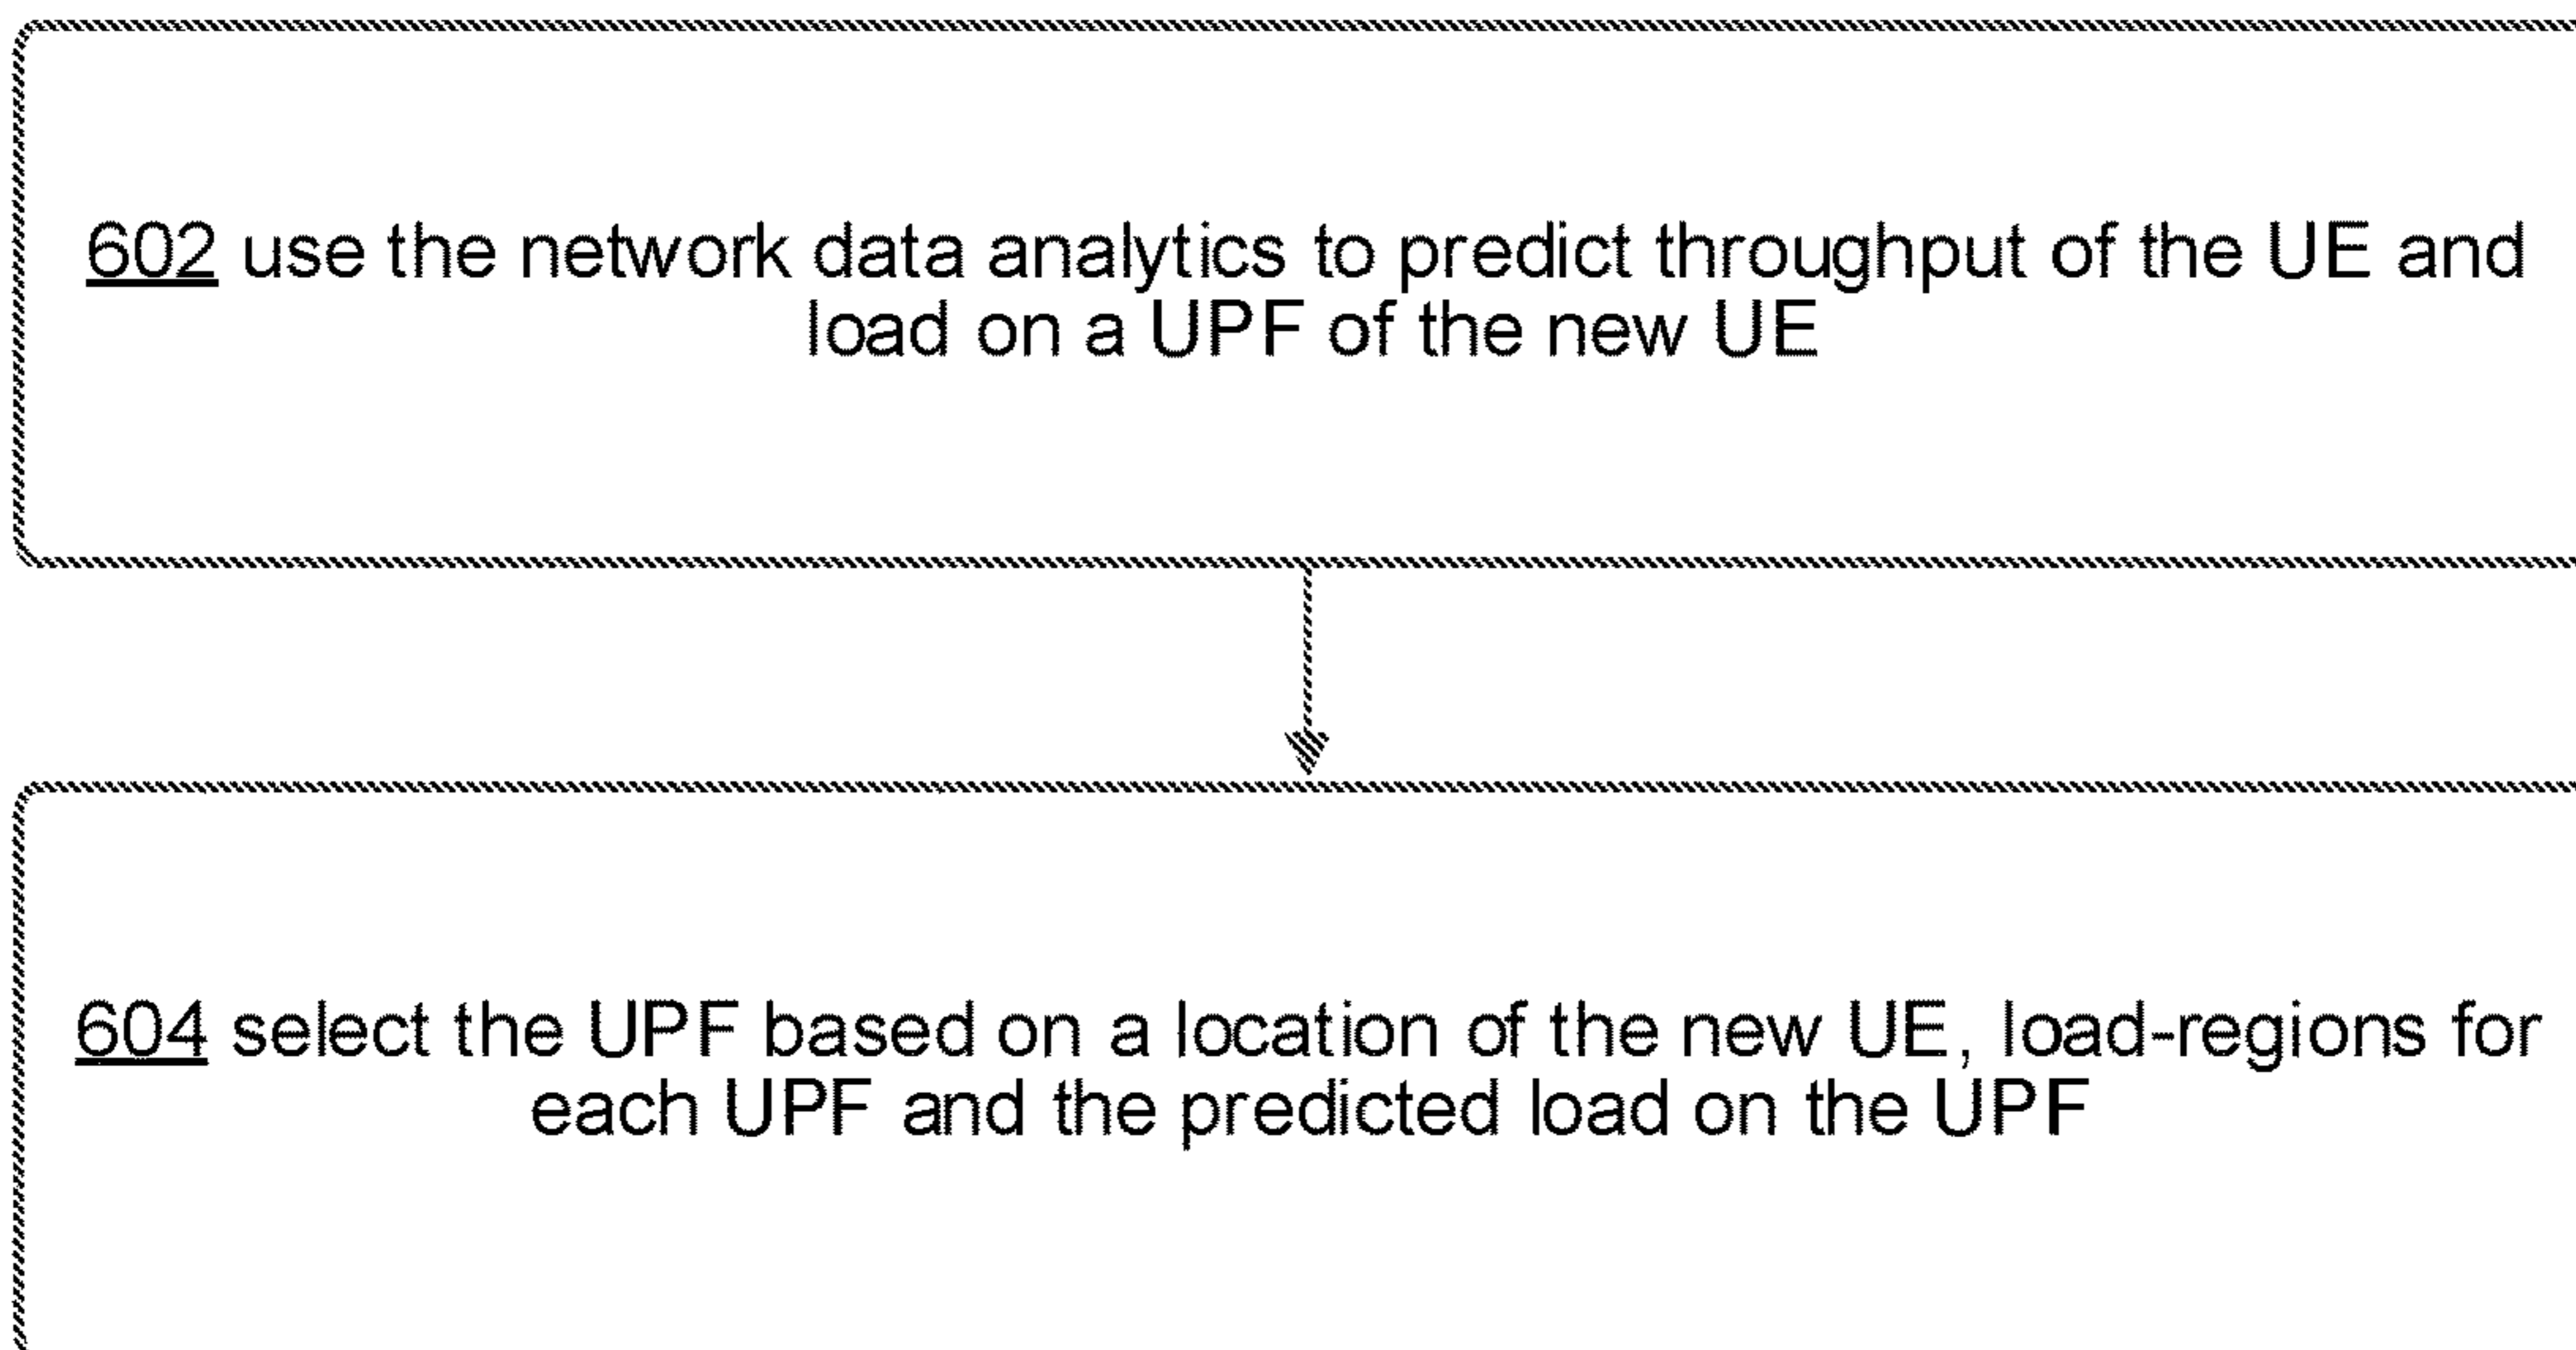 602 use the network data analytics to predict throughput of the UE and
load on a UPF of the new UE
604 select the UPF based on a location of the new UE, load-regions for
each UPF and the predicted load on the UPF